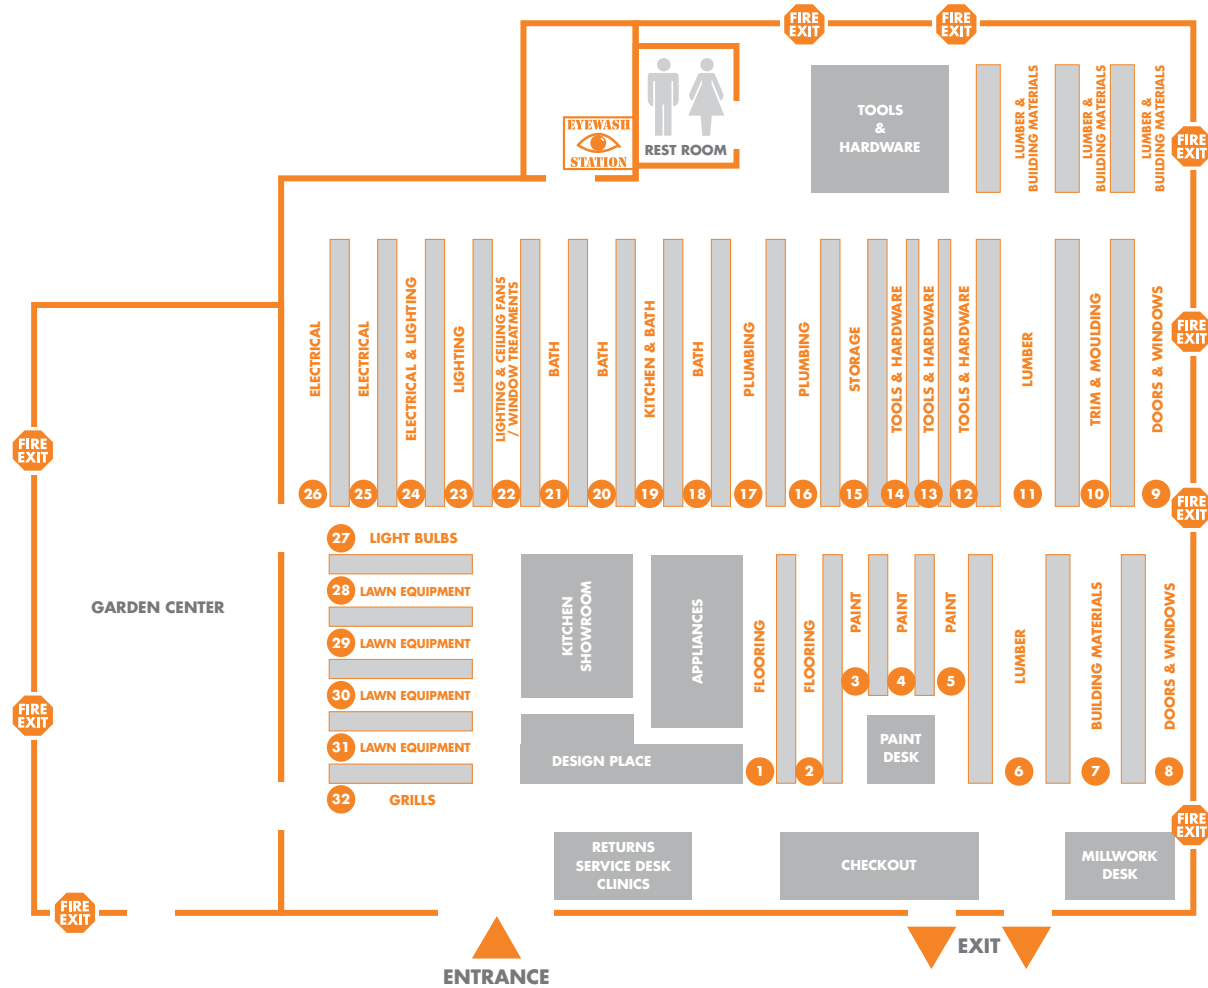 FIRE
EXIT
FIRE
EXIT
EYEWASH
STATION
REST ROOM
TOOLS
&
HARDWARE
LUMBER &
BUILDING MATERIALS
LUMBER &
BUILDING MATERIALS
LUMBER &
BUILDING MATERIALS
FIRE
EXIT
ELECTRICAL
ELECTRICAL
ELECTRICAL & LIGHTING
LIGHTING
LIGHTING & CEILING FANS
/ WINDOW TREATMENTS
BATH
BATH
KITCHEN & BATH
BATH
PLUMBING
PLUMBING
STORAGE
TOOLS & HARDWARE
TOOLS & HARDWARE
TOOLS & HARDWARE
LUMBER
TRIM & MOULDING
DOORS & WINDOWS
FIRE
EXIT
FIRE
EXIT
26 25 24 23 22 21 20 19 18 17 16 15 14 13 12 11 10 9
FIRE
EXIT
27 LIGHT BULBS
28 LAWN EQUIPMENT
29 LAWN EQUIPMENT
30 LAWN EQUIPMENT
31 LAWN EQUIPMENT
32 GRILLS
GARDEN CENTER
KITCHEN
SHOWROOM
APPLIANCES
DESIGN PLACE
FLOORING
FLOORING
PAINT
PAINT
PAINT
LUMBER
BUILDING MATERIALS
DOORS & WINDOWS
3 4 5
PAINT
DESK
1 2 6 7 8
FIRE
EXIT
FIRE
EXIT
RETURNS
SERVICE DESK
CLINICS
CHECKOUT
MILLWORK
DESK
FIRE
EXIT
ENTRANCE
EXIT